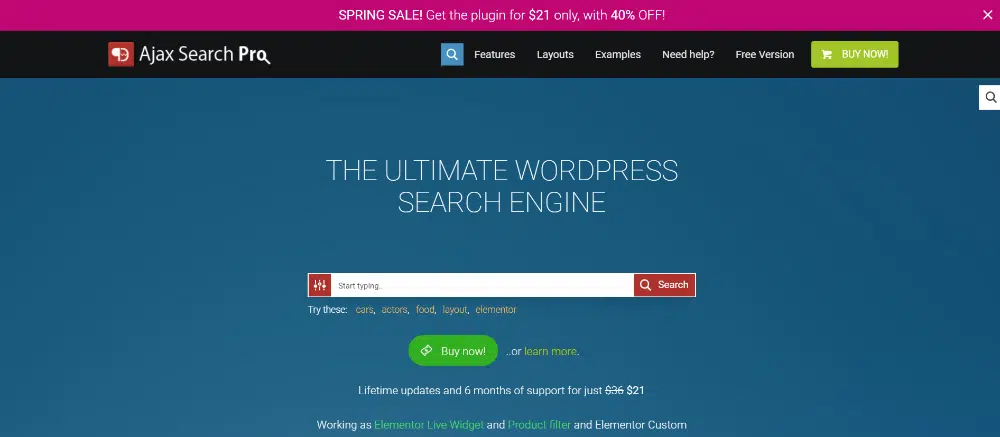 SPRING SALE! Get the plugin for $21 only, with 40% OFF!
Ajax Search Pro
Features
Layouts
Examples
Need help?
Free Version
BUY NOW!
THE ULTIMATE WORDPRESS
SEARCH ENGINE
Start typing..
Search
Try these: cars, actors, food, layout, elementor
Buy now! ..or learn more.
Lifetime updates and 6 months of support for just $36 $21
Working as Elementor Live Widget and Product filter and Elementor Custom